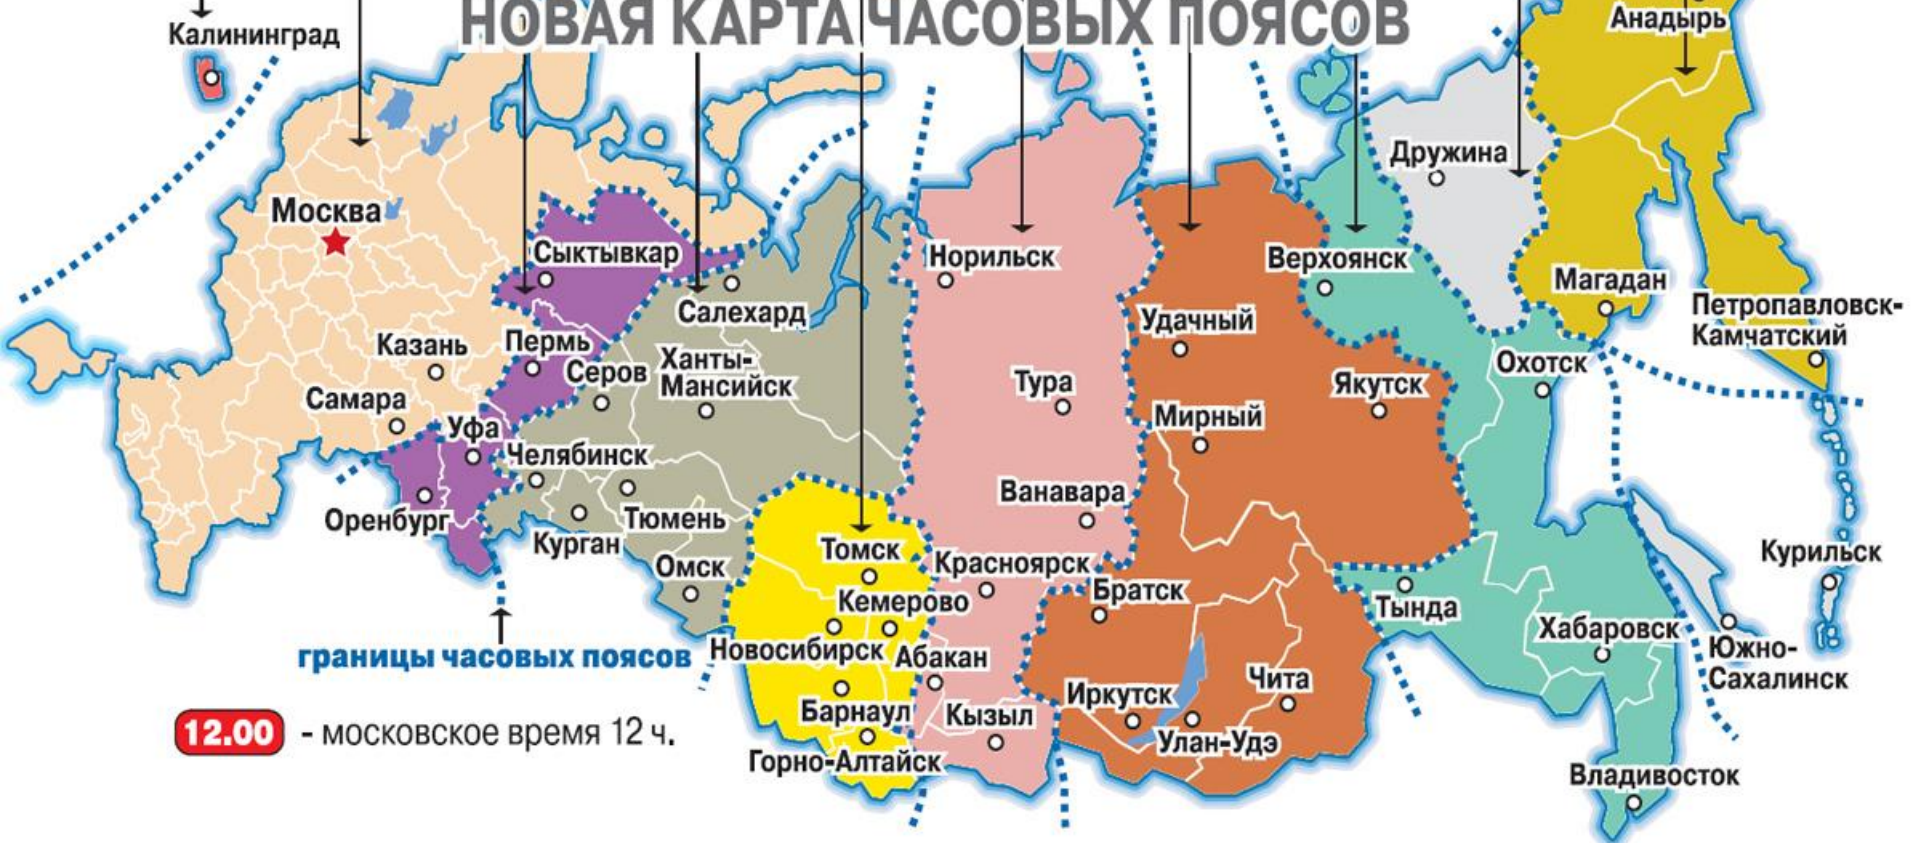 НОВАЯ КАРТА ЧАСОВЫХ ПОЯСОВ
Анадырь
Калининград
Дружина
Москва
Сыктывкар
Норильск
Верхоянск
Магадан
Петропавловск-
Камчатский
Салехард
Удачный
Казань
Пермь
Серов
Ханты-
Мансийск
Охотск
Тура
Якутск
Самара
Уфа
Мирный
Челябинск
Ванавара
Оренбург
Тюмень
Курган
Томск
Красноярск
Курильск
Омск
Братск
Кемерово
Тында
Хабаровск
границы часовых поясов
Новосибирск
Абакан
Южно-
Сахалинск
Иркутск
Чита
Барнаул
Кызыл
12.00 - московское время 12 ч.
Улан-Удэ
Горно-Алтайск
Владивосток